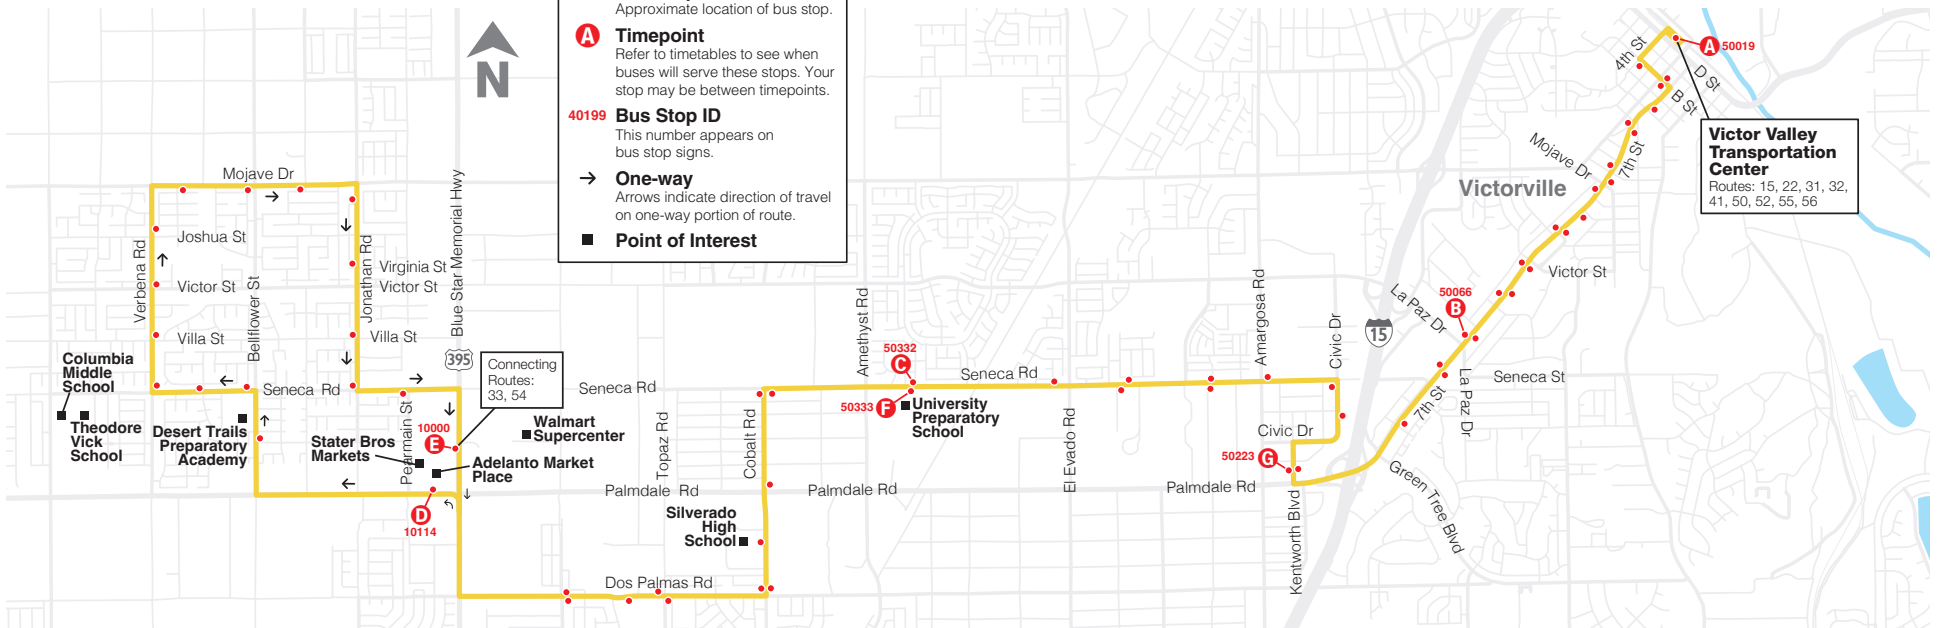 Approximate location of bus stop.
A Timepoint
Refer to timetables to see when
buses will serve these stops. Your
stop may be between timepoints.
40199 Bus Stop ID
This number appears on
bus stop signs.
One-way
Arrows indicate direction of travel
on one-way portion of route.
Point of Interest
N
4th St
A 50019
D St
B St
Victor Valley
Transportation
Center
Routes: 15, 22, 31, 32,
41, 50, 52, 55, 56
Mojave Dr
7th St
Victorville
Victor St
50066
B
La Paz Dr
La Paz Dr
Seneca St
7th St
Green Tree Blvd
15
Civic Dr
Amargosa Rd
Civic Dr
50223 G
Palmdale Rd
Kentworth Blvd
El Evado Rd
Seneca Rd
Amethyst Rd
50332
C
50333 F
University
Preparatory
School
Palmdale Rd
Cobalt Rd
Topaz Rd
Seneca Rd
Palmdale Rd
Silverado
High
School
Dos Palmas Rd
Connecting
Routes:
33, 54
Walmart
Supercenter
Blue Star Memorial Hwy
395
10000
E
Adelanto Market
Place
Stater Bros
Markets
Pearmain St
D
10114
Mojave Dr
Joshua St
Verbena Rd
Victor St
Villa St
Bellflower St
Jonathan Rd
Virginia St
Victor St
Villa St
Seneca Rd
Columbia
Middle
School
Theodore
Vick
School
Desert Trails
Preparatory
Academy